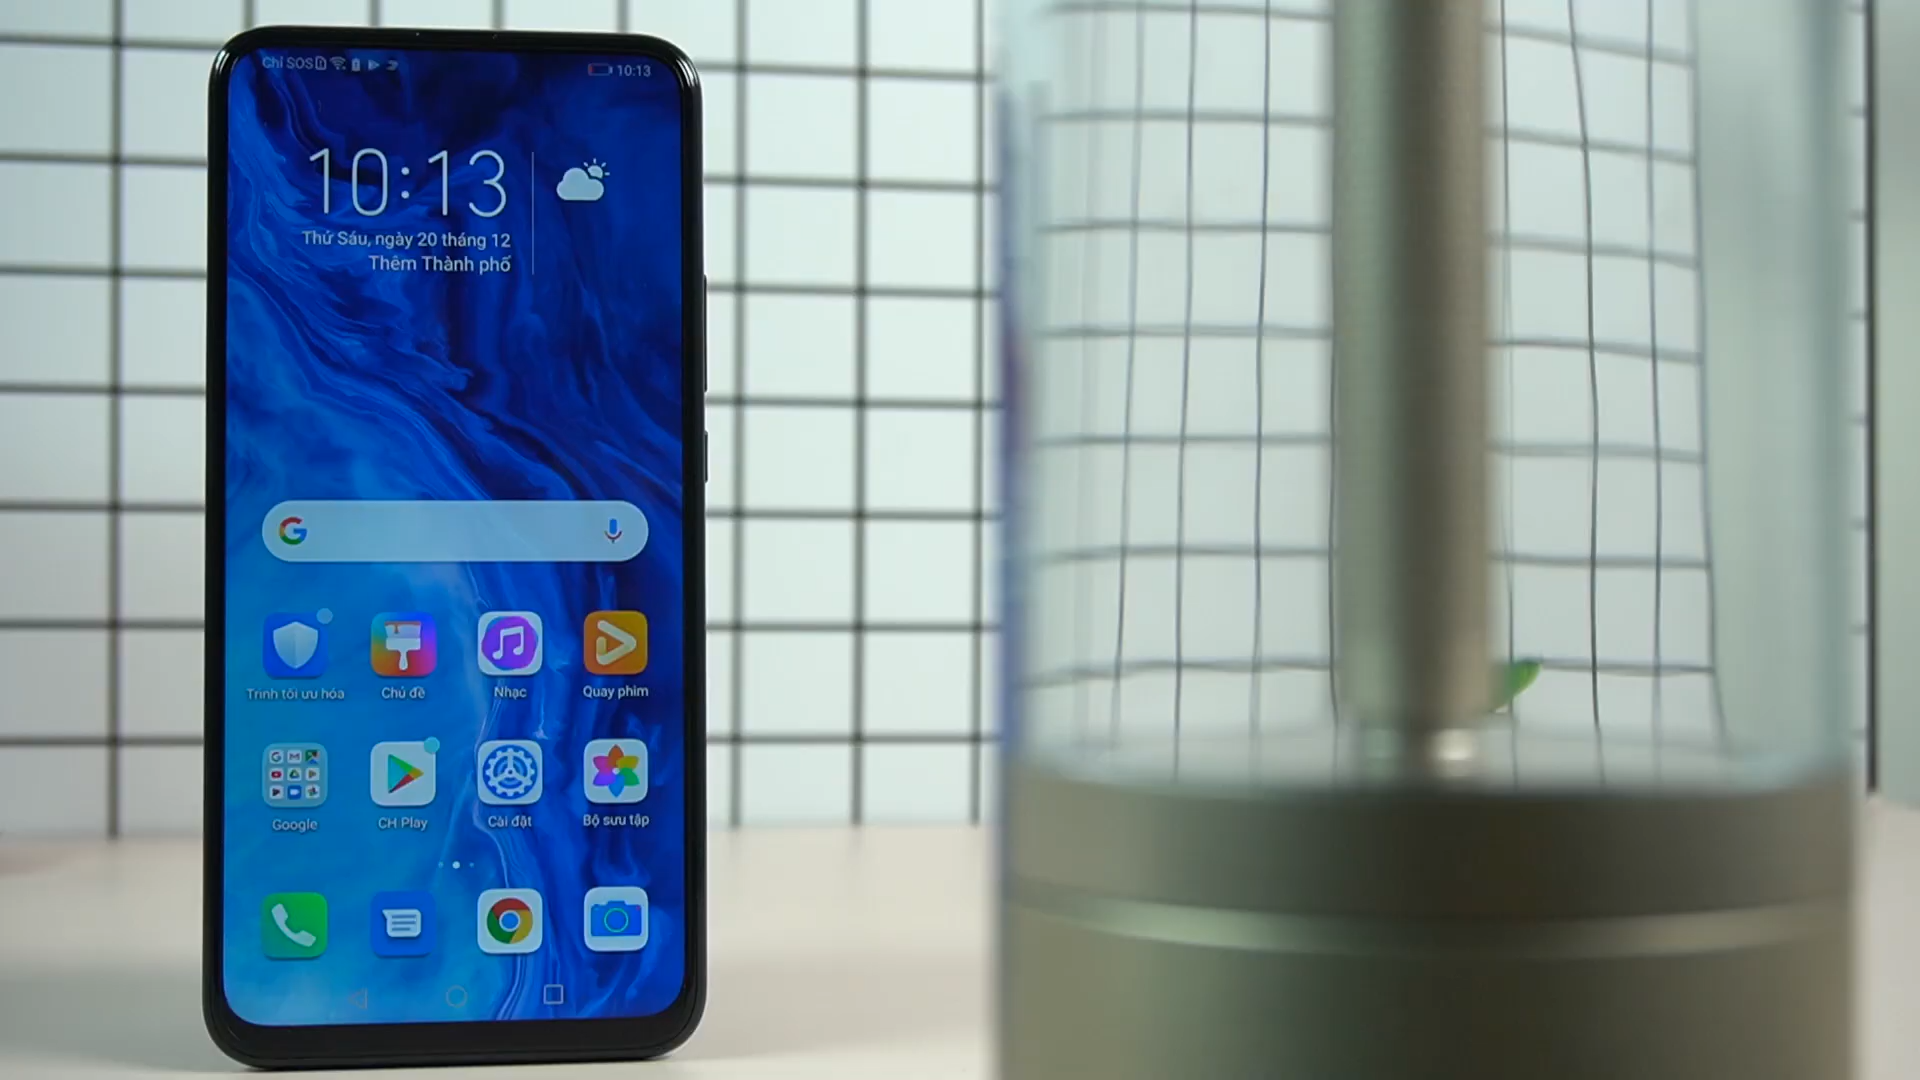 Chỉ SOS
10:13
10:13
Thứ Sáu, ngày 20 tháng 12
Thêm Thành phố
Trình tối ưu hóa
Chủ đề
Nhạc
Quay phim
Google
CH Play
Cài đặt
Bộ sưu tập